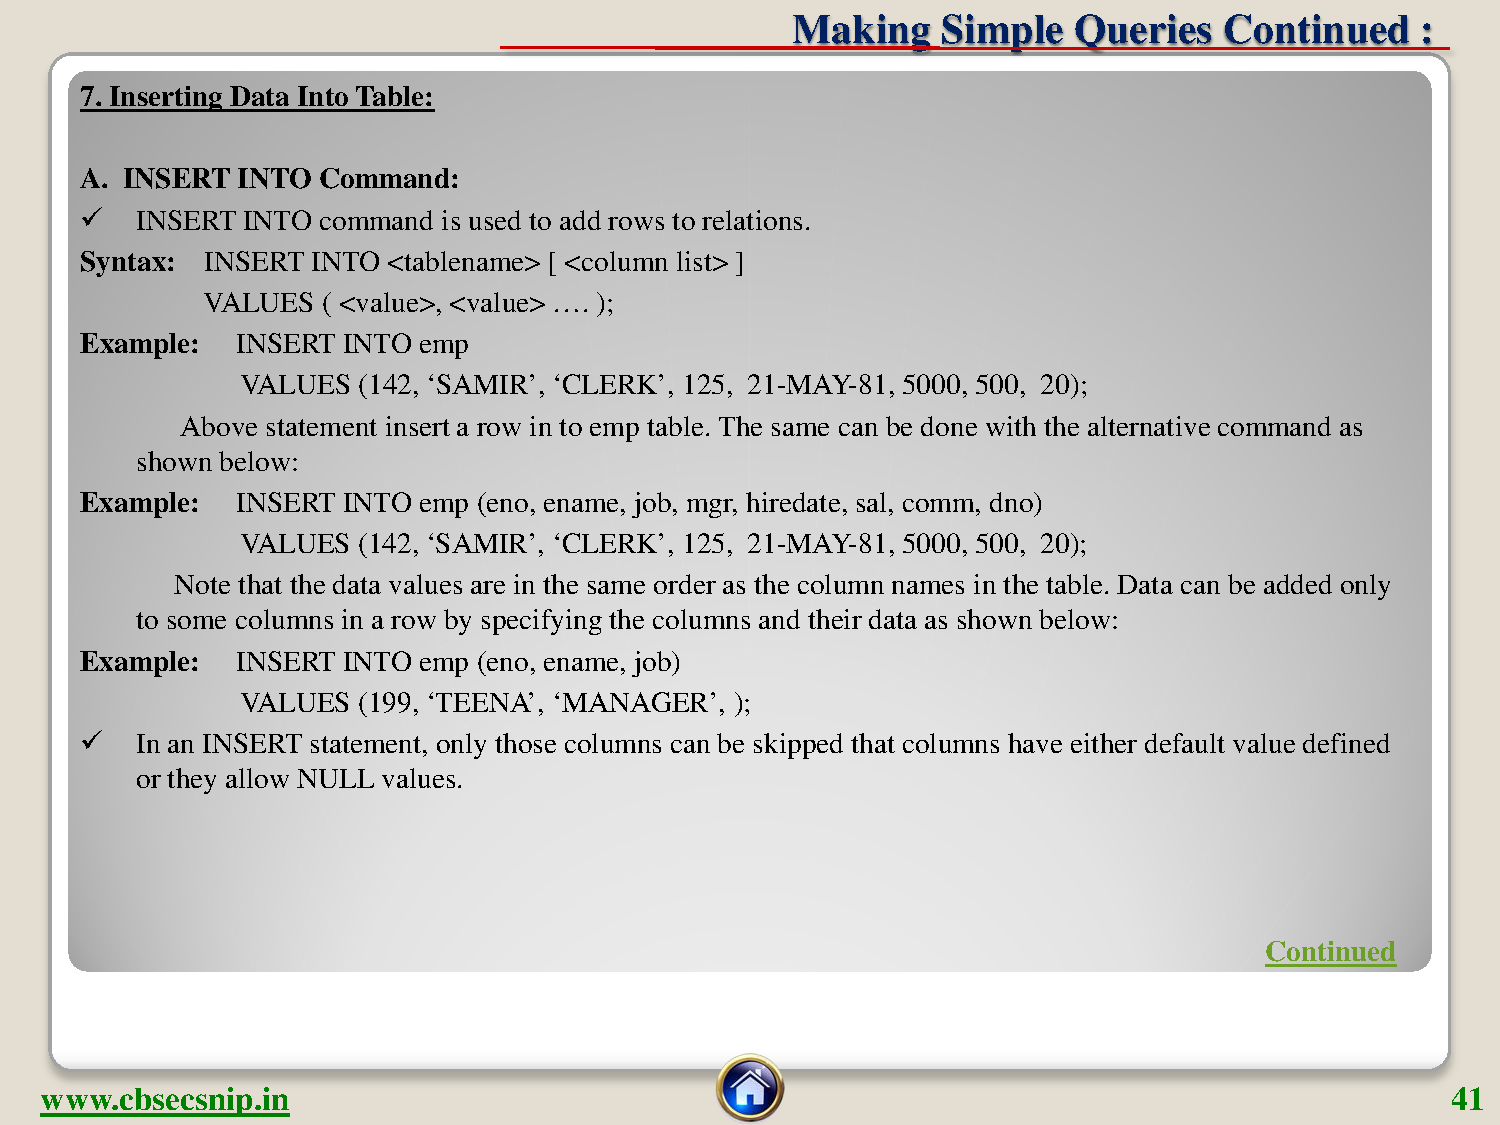 Making Simple Queries Continued :
7. Inserting Data Into Table:
A. INSERT INTO Command:
✓ INSERT INTO command is used to add rows to relations.
Syntax: INSERT INTO <tablename> [ <column list> ]
VALUES ( <value>, <value> …. );
Example: INSERT INTO emp
VALUES (142, ‘SAMIR’, ‘CLERK’, 125, 21-MAY-81, 5000, 500, 20);
Above statement insert a row in to emp table. The same can be done with the alternative command as
shown below:
Example: INSERT INTO emp (eno, ename, job, mgr, hiredate, sal, comm, dno)
VALUES (142, ‘SAMIR’, ‘CLERK’, 125, 21-MAY-81, 5000, 500, 20);
Note that the data values are in the same order as the column names in the table. Data can be added only
to some columns in a row by specifying the columns and their data as shown below:
Example: INSERT INTO emp (eno, ename, job)
VALUES (199, ‘TEENA’, ‘MANAGER’, );
✓ In an INSERT statement, only those columns can be skipped that columns have either default value defined
or they allow NULL values.
Continued
www.cbsecsnip.in
41